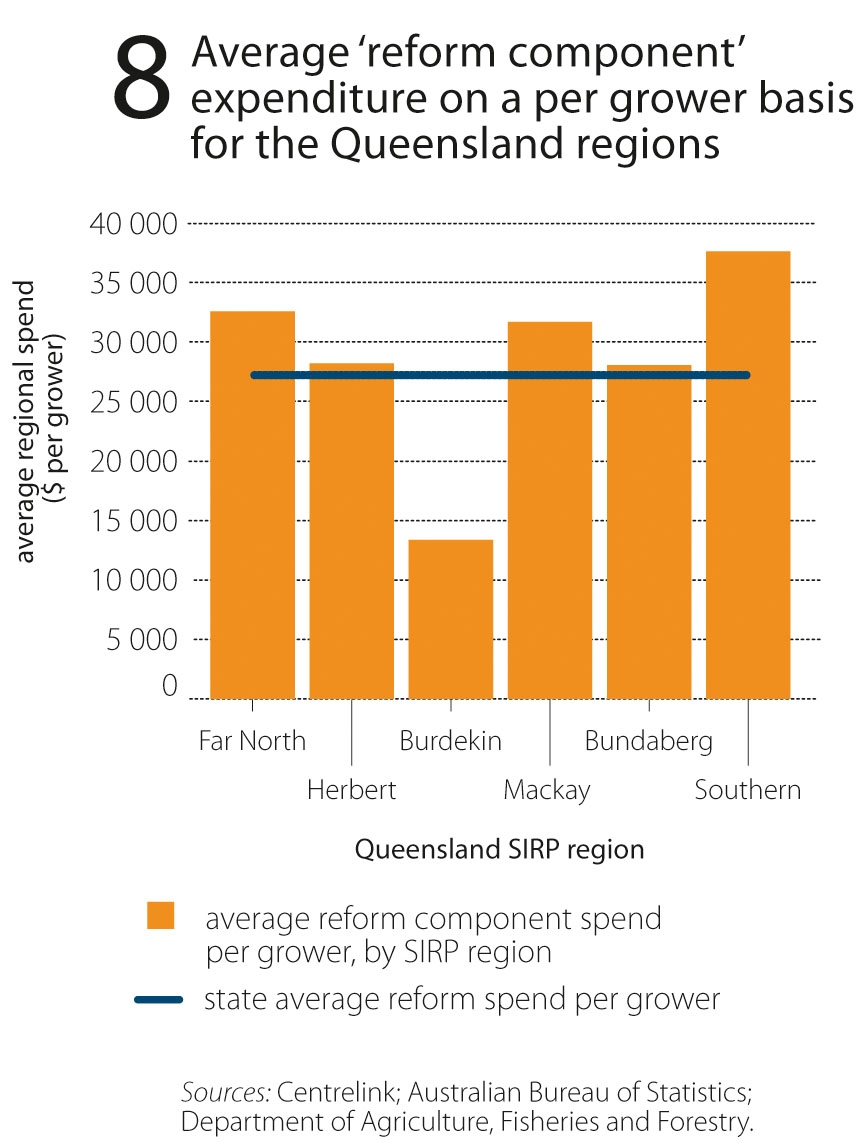 8 Average ‘reform component’
expenditure on a per grower basis
for the Queensland regions
40 000
35 000
30 000
25 000
20 000
15 000
10 000
5 000
0
average regional spend
($ per grower)
Far North
Herbert
Burdekin
Mackay
Bundaberg
Southern
Queensland SIRP region
average reform component spend
per grower, by SIRP region
state average reform spend per grower
Sources: Centrelink; Australian Bureau of Statistics;
Department of Agriculture, Fisheries and Forestry.